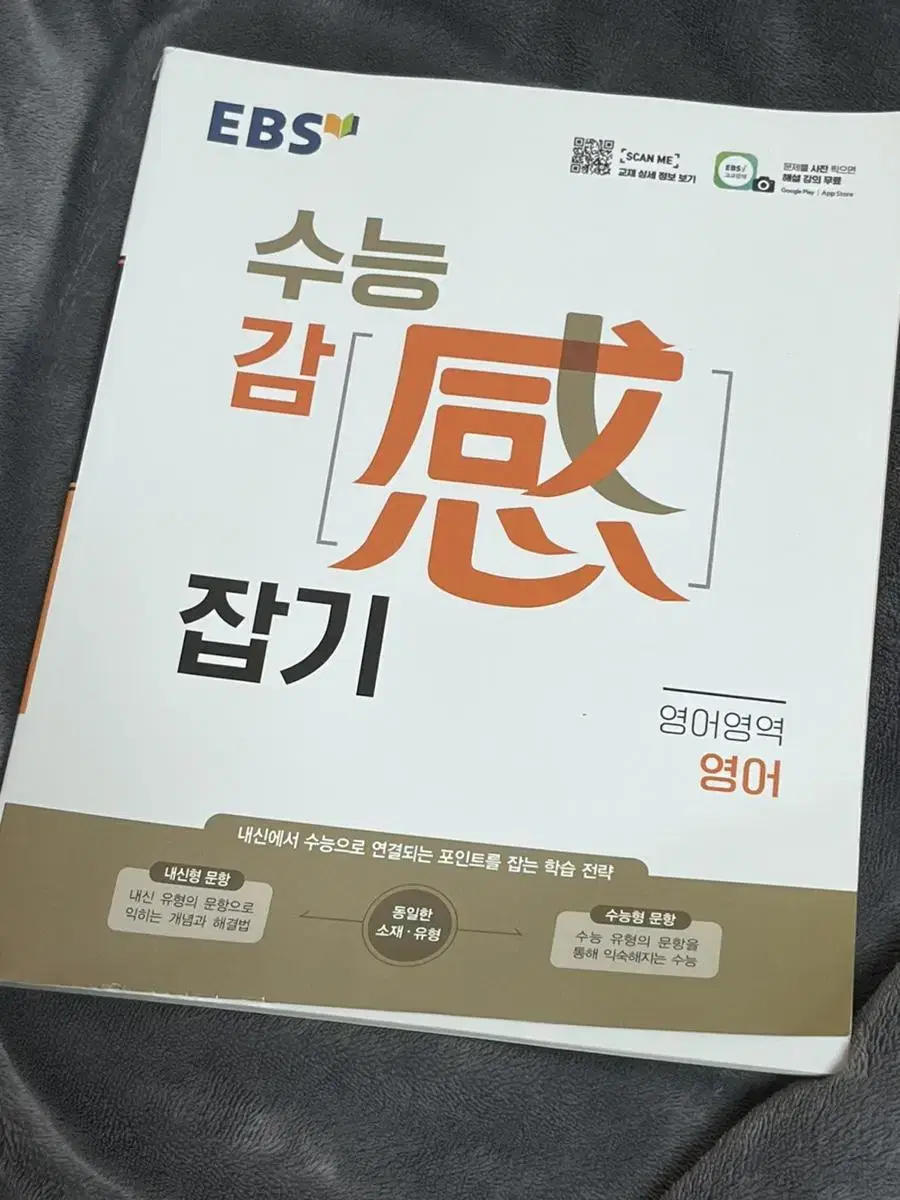 EBS
SCAN ME
교재 상세 정보 보기
EBSi
고교강의
문제를 사진 찍으면
해설 강의 무료
Google Play | App Store
수능
감[感]
잡기
영어영역
영어
내신에서 수능으로 연결되는 포인트를 잡는 학습 전략
내신형 문항
내신 유형의 문항으로
익히는 개념과 해결법
동일한
소재·유형
수능형 문항
수능 유형의 문항을
통해 익숙해지는 수능